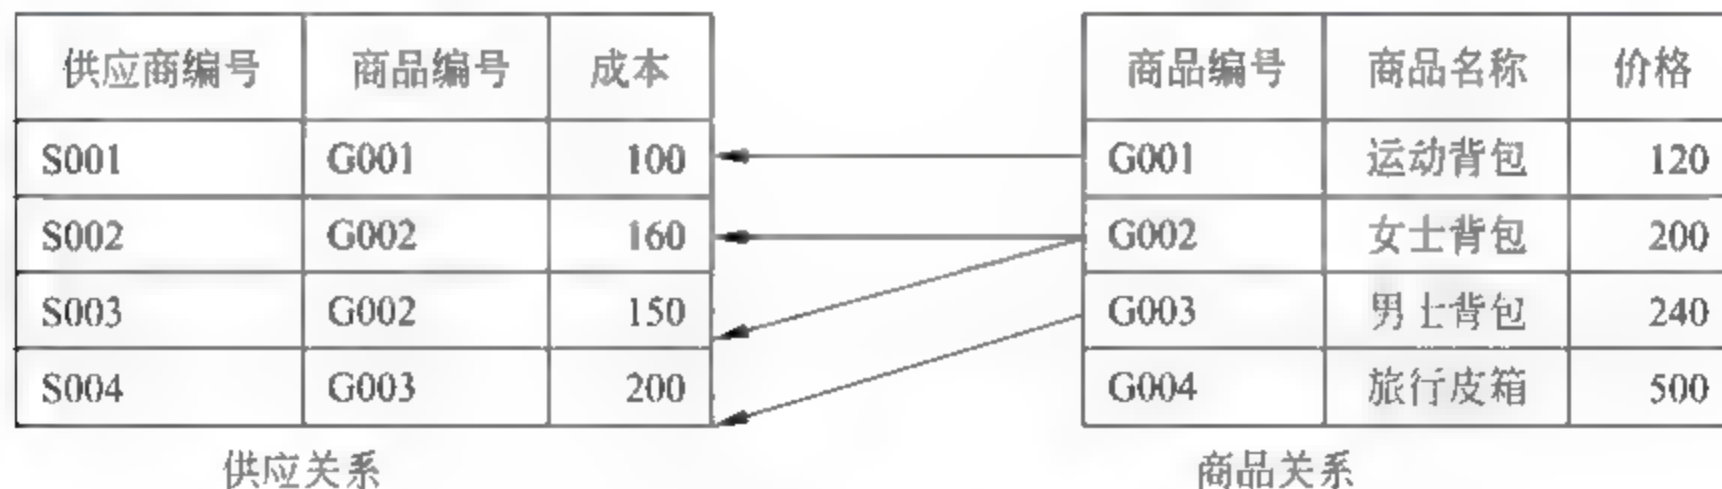 供应商编号 商品编号 成本 商品编号 商品名称 价格
S001 G001 100 G001 运动背包 120
S002 G002 160 G002 女士背包 200
S003 G002 150 G003 男士背包 240
S004 G003 200 G004 旅行皮箱 500
供应关系 商品关系